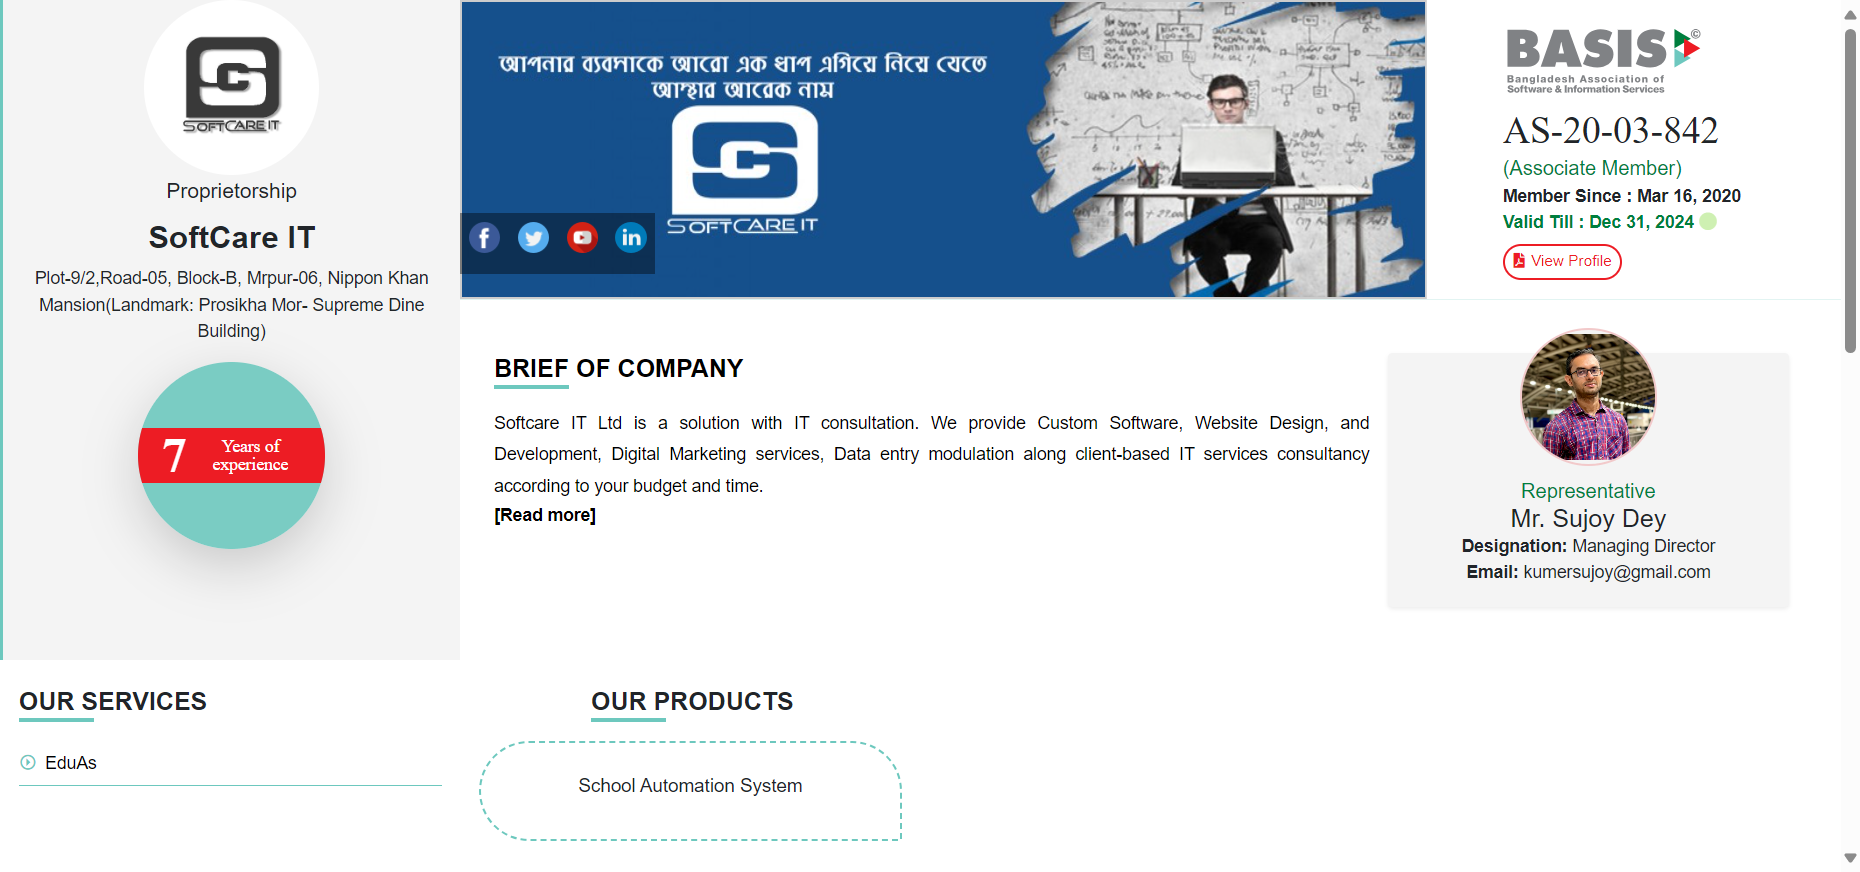 SOFTCARE IT
Proprietorship
SoftCare IT
Plot-9/2,Road-05, Block-B, Mrpur-06, Nippon Khan
Mansion(Landmark: Prosikha Mor- Supreme Dine
Building)
7
Years of
experience
আপনার ব্যবসাকে আরো এক ধাপ এগিয়ে নিয়ে যেতে
আস্থার আরেক নাম
SOFTCARE IT
BASIS©
Bangladesh Association of
Software & Information Services
AS-20-03-842
(Associate Member)
Member Since : Mar 16, 2020
Valid Till : Dec 31, 2024
View Profile
BRIEF OF COMPANY
Softcare IT Ltd is a solution with IT consultation. We provide Custom Software, Website Design, and
Development, Digital Marketing services, Data entry modulation along client-based IT services consultancy
according to your budget and time.
[Read more]
Representative
Mr. Sujoy Dey
Designation: Managing Director
Email: kumersujoy@gmail.com
OUR SERVICES
EduAs
OUR PRODUCTS
School Automation System